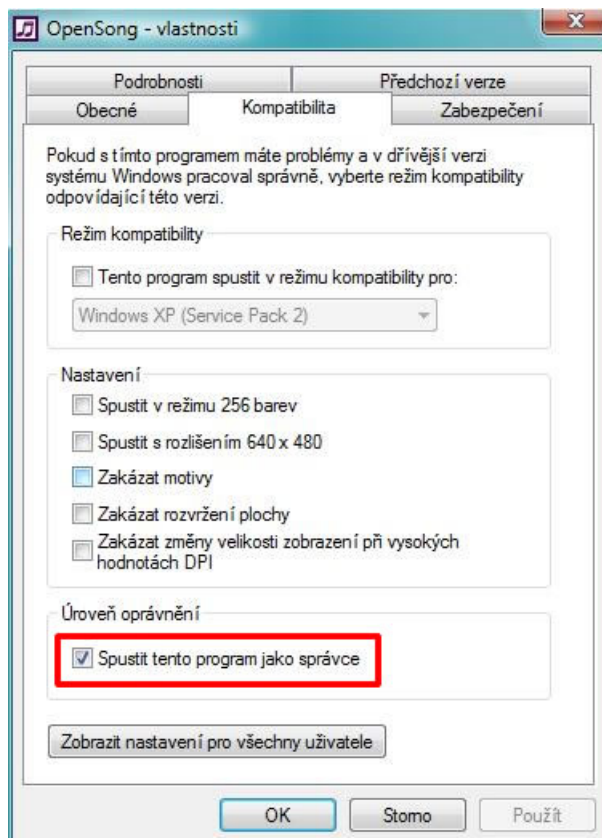 OpenSong - vlastnosti
Podrobnosti
Předchozí verze
Obecné
Kompatibilita
Zabezpečení
Pokud s tímto programem máte problémy a v dřívější verzi
systému Windows pracoval správně, vyberte režim kompatibility
odpovídající této verzi.
Režim kompatibility
Tento program spustit v režimu kompatibility pro:
Windows XP (Service Pack 2)
Nastavení
Spustit v režimu 256 barev
Spustit s rozlišením 640 x 480
Zakázat motivy
Zakázat rozvržení plochy
Zakázat změny velikosti zobrazení při vysokých
hodnotách DPI
Úroveň oprávnění
Spustit tento program jako správce
Zobrazit nastavení pro všechny uživatele
OK
Storno
Použít